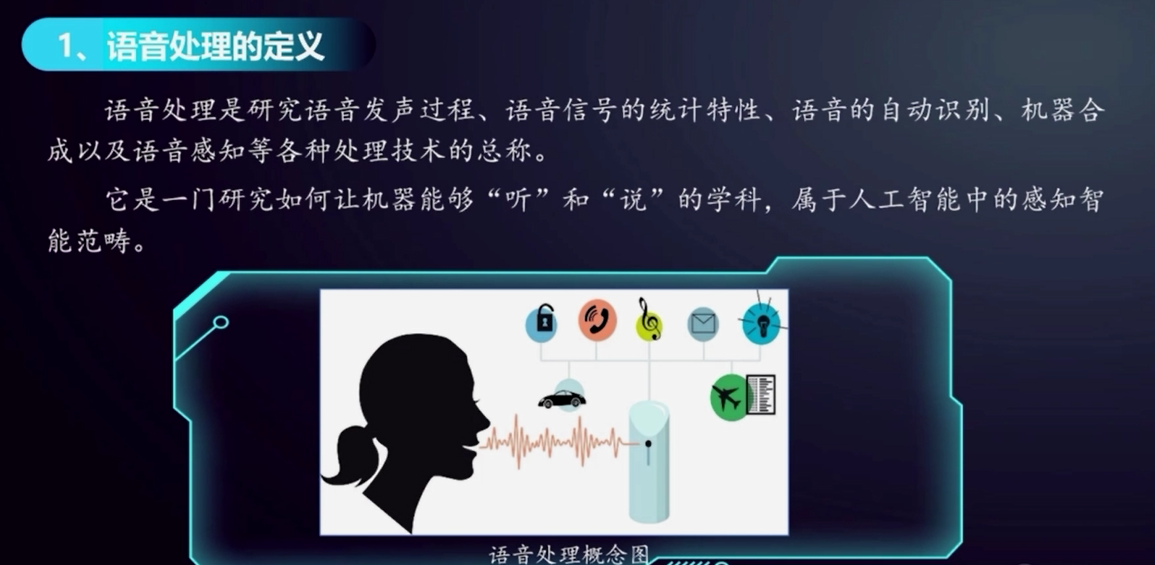 1、语音处理的定义
语音处理是研究语音发声过程、语音信号的统计特性、语音的自动识别、机器合
成以及语音感知等各种处理技术的总称。
它是一门研究如何让机器能够“听”和“说”的学科，属于人工智能中的感知智
能范畴。
语音处理概念图